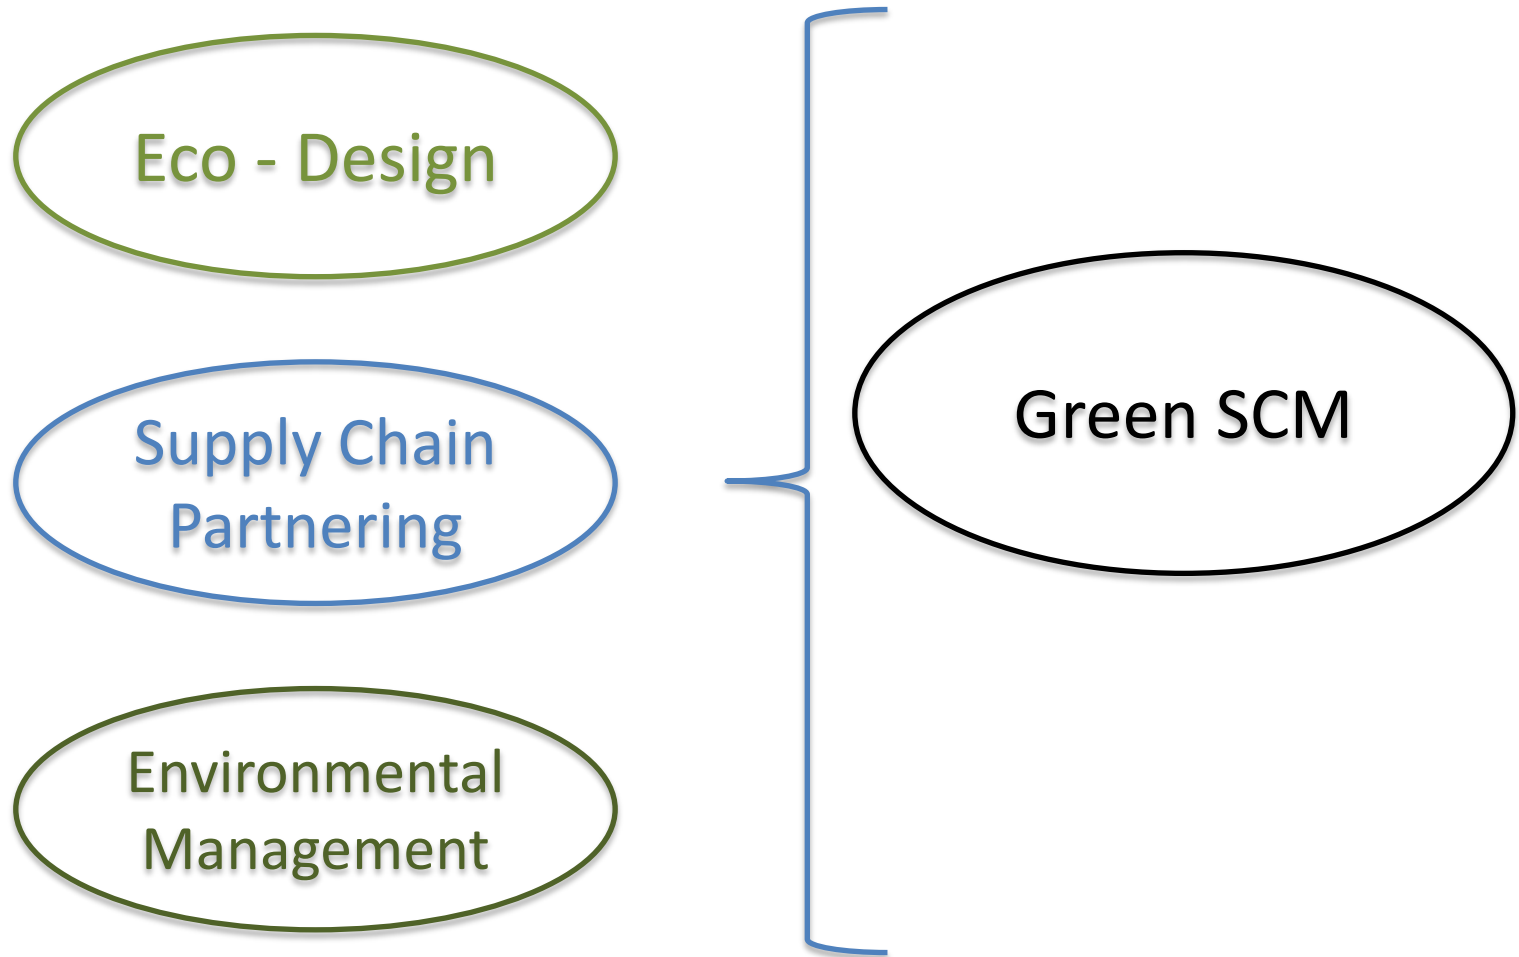 Eco - Design
Supply Chain
Partnering
Environmental
Management
Green SCM